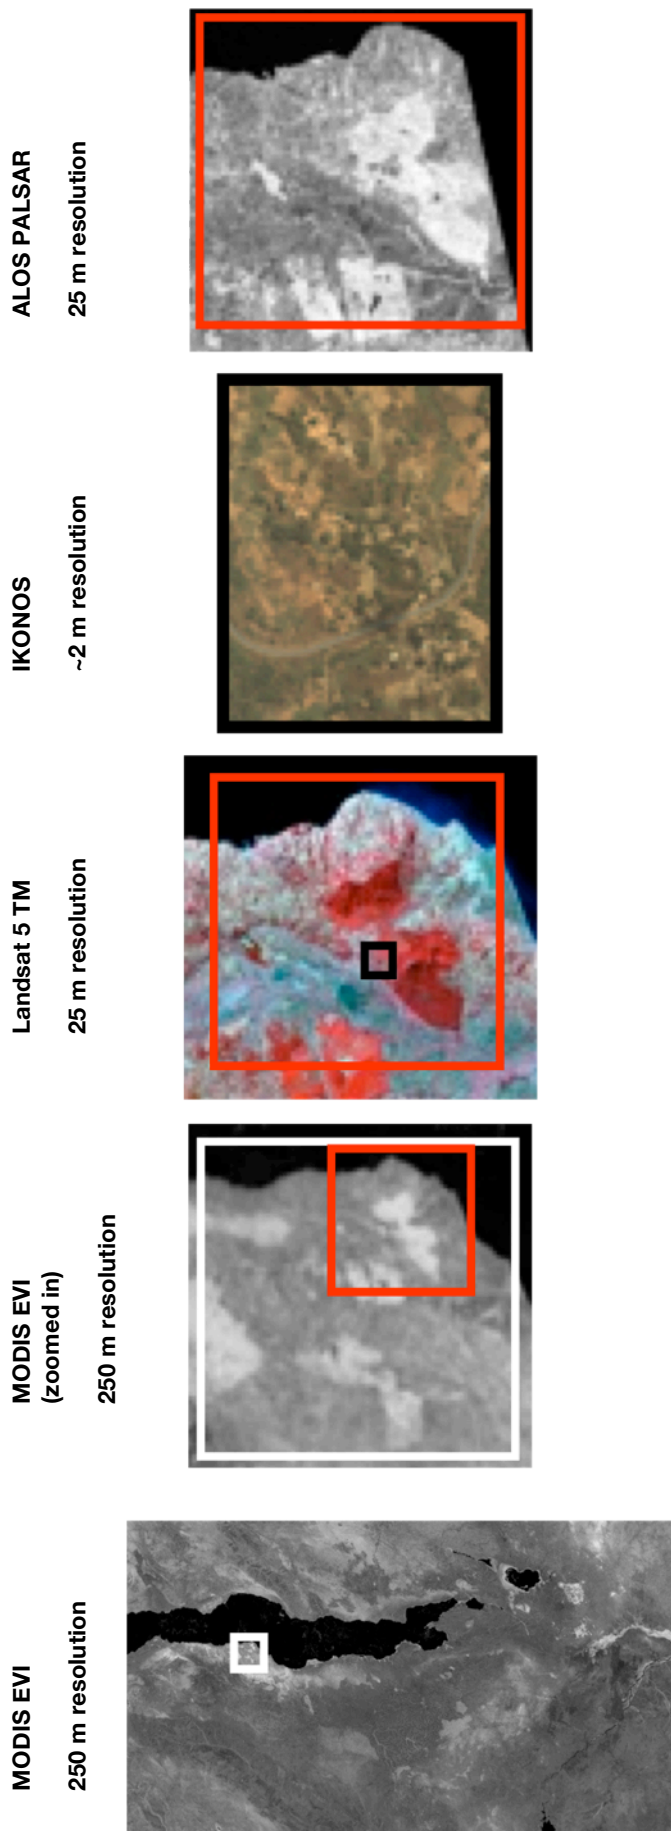 MODIS EVI
250 m resolution
MODIS EVI
(zoomed in)
250 m resolution
Landsat 5 TM
25 m resolution
IKONOS
~2 m resolution
ALOS PALSAR
25 m resolution